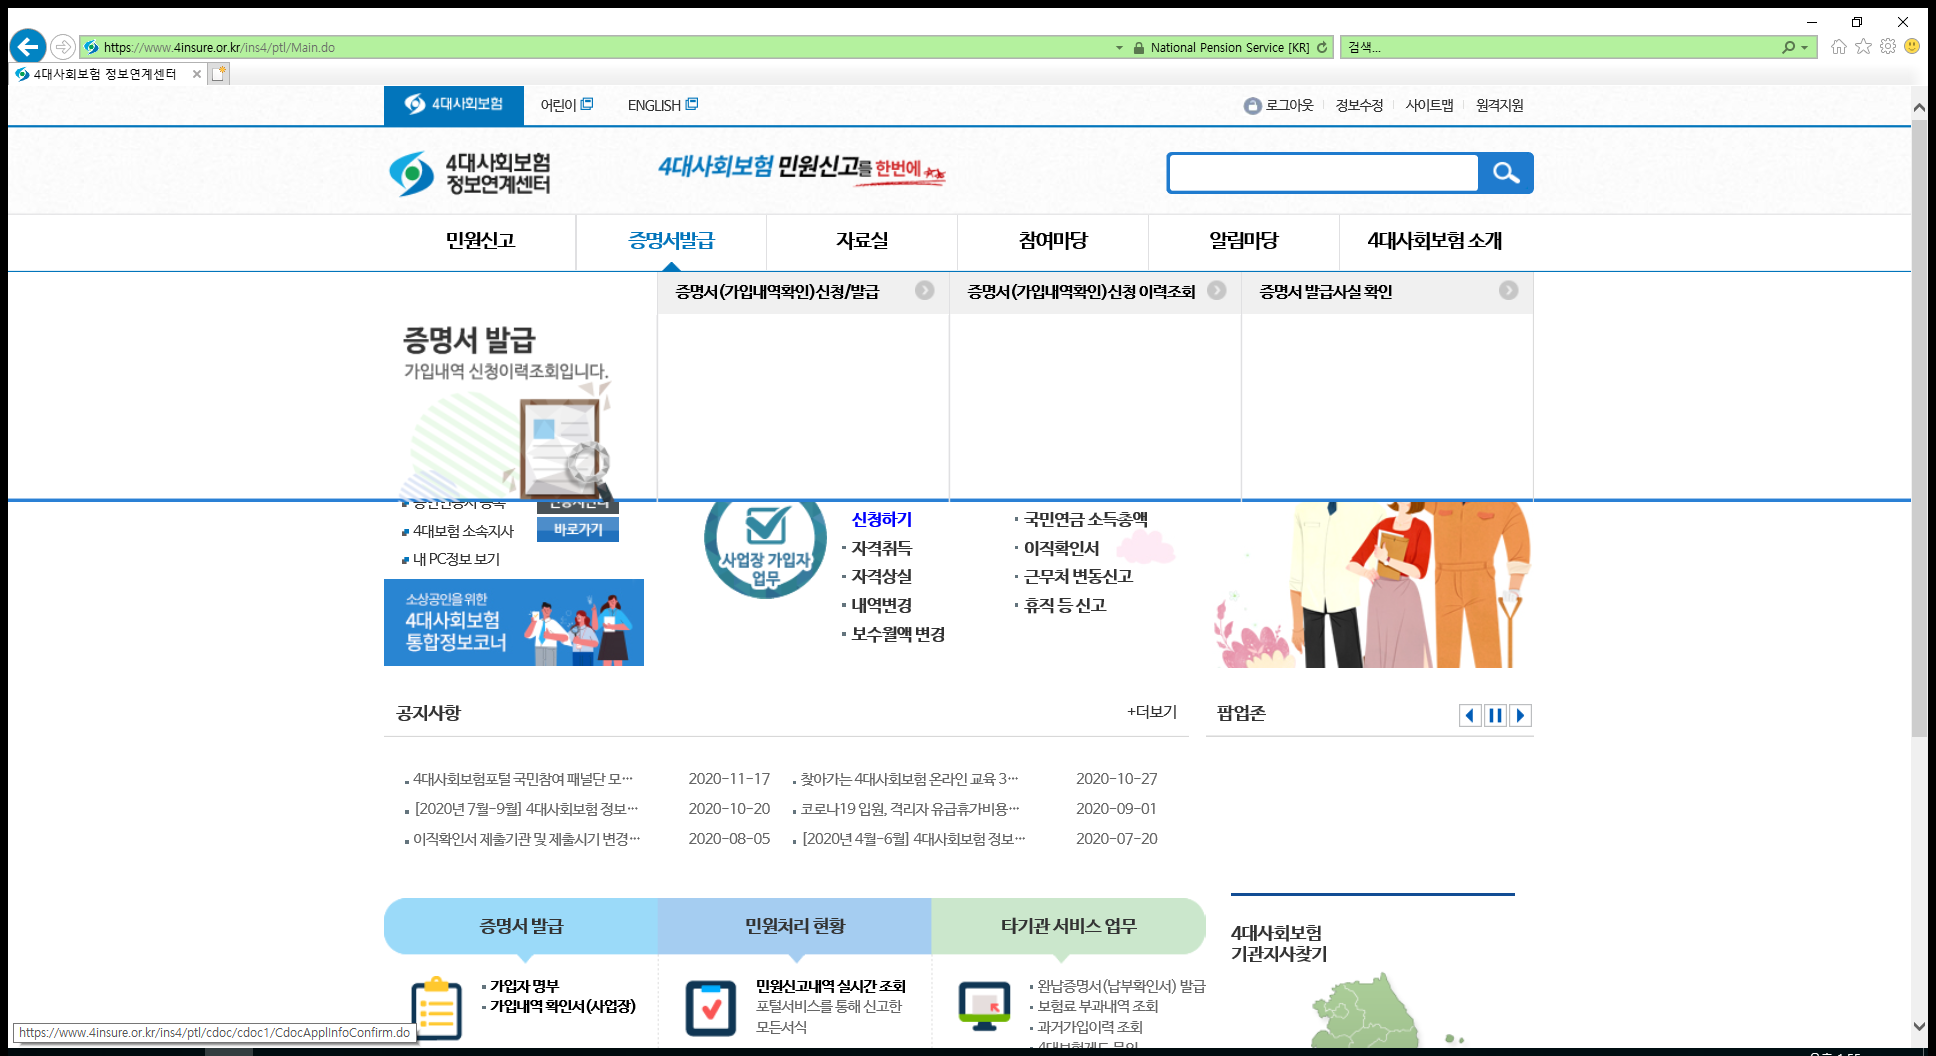 https://www.4insure.or.kr/ins4/ptl/Main.do
National Pension Service [KR]
검색...
4대사회보험 정보연계센터
4대사회보험
어린이
ENGLISH
로그아웃
정보수정
사이트맵
원격지원
4대사회보험
정보연계센터
4대사회보험 민원신고를 한번에
민원신고
증명서발급
자료실
참여마당
알림마당
4대사회보험 소개
증명서(가입내역확인)신청/발급
증명서(가입내역확인)신청 이력조회
증명서 발급사실 확인
증명서 발급
가입내역 신청이력조회입니다.
4대보험 소속지사
바로가기
내 PC정보 보기
소상공인을 위한
4대사회보험
통합정보코너
사업장 가입자
업무
신청하기
자격취득
자격상실
내역변경
보수월액 변경
국민연금 소득총액
이직확인서
근무처 변동신고
휴직 등 신고
공지사항
+더보기
팝업존
4대사회보험포털 국민참여 패널단 모… 2020-11-17
찾아가는 4대사회보험 온라인 교육 3… 2020-10-27
[2020년 7월-9월] 4대사회보험 정보… 2020-10-20
코로나19 입원, 격리자 유급휴가비용… 2020-09-01
이직확인서 제출기관 및 제출시기 변경… 2020-08-05
[2020년 4월-6월] 4대사회보험 정보… 2020-07-20
증명서 발급
민원처리 현황
타기관 서비스 업무
가입자 명부
가입내역 확인서(사업장)
민원신고내역 실시간 조회
포털서비스를 통해 신고한
모든서식
완납증명서(납부확인서) 발급
보험료 부과내역 조회
과거가입이력 조회
4대사회보험
기관지사찾기
https://www.4insure.or.kr/ins4/ptl/cdoc/cdoc1/CdocApplInfoConfirm.do